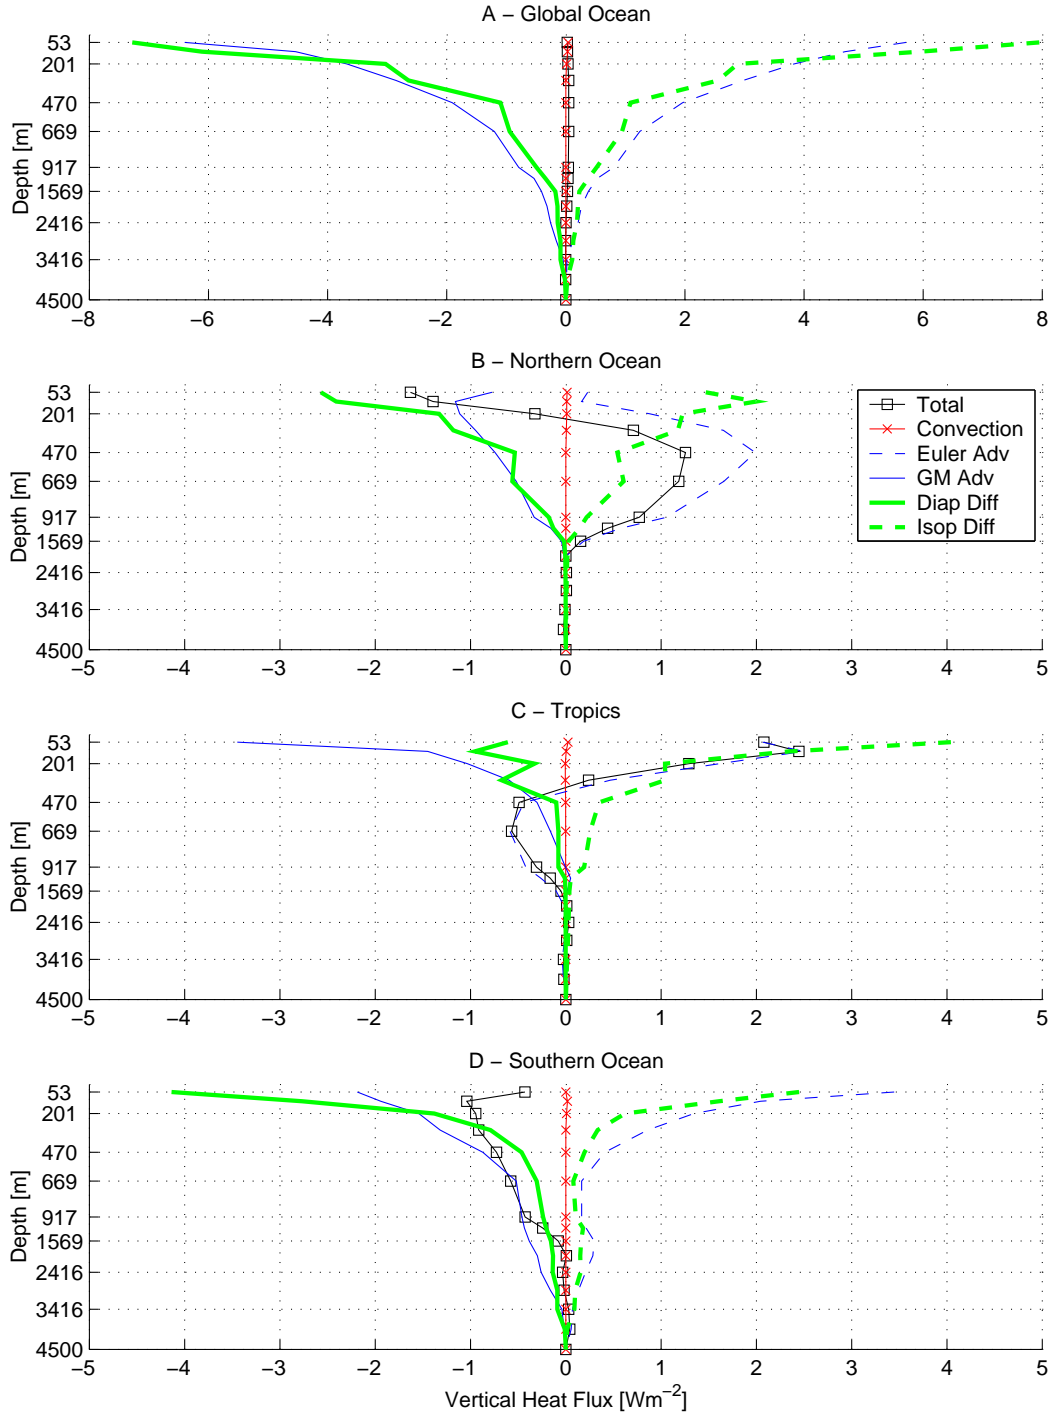 A − Global Ocean
53
201
470
669
917
1569
2416
3416
4500
Depth [m]
−8 −6 −4 −2 0 2 4 6 8
B − Northern Ocean
53
201
470
669
917
1569
2416
3416
4500
Depth [m]
Total
Convection
Euler Adv
GM Adv
Diap Diff
Isop Diff
−5 −4 −3 −2 −1 0 1 2 3 4 5
C − Tropics
53
201
470
669
917
1569
2416
3416
4500
Depth [m]
−5 −4 −3 −2 −1 0 1 2 3 4 5
D − Southern Ocean
53
201
470
669
917
1569
2416
3416
4500
Depth [m]
−5 −4 −3 −2 −1 0 1 2 3 4 5
Vertical Heat Flux [Wm⁻²]